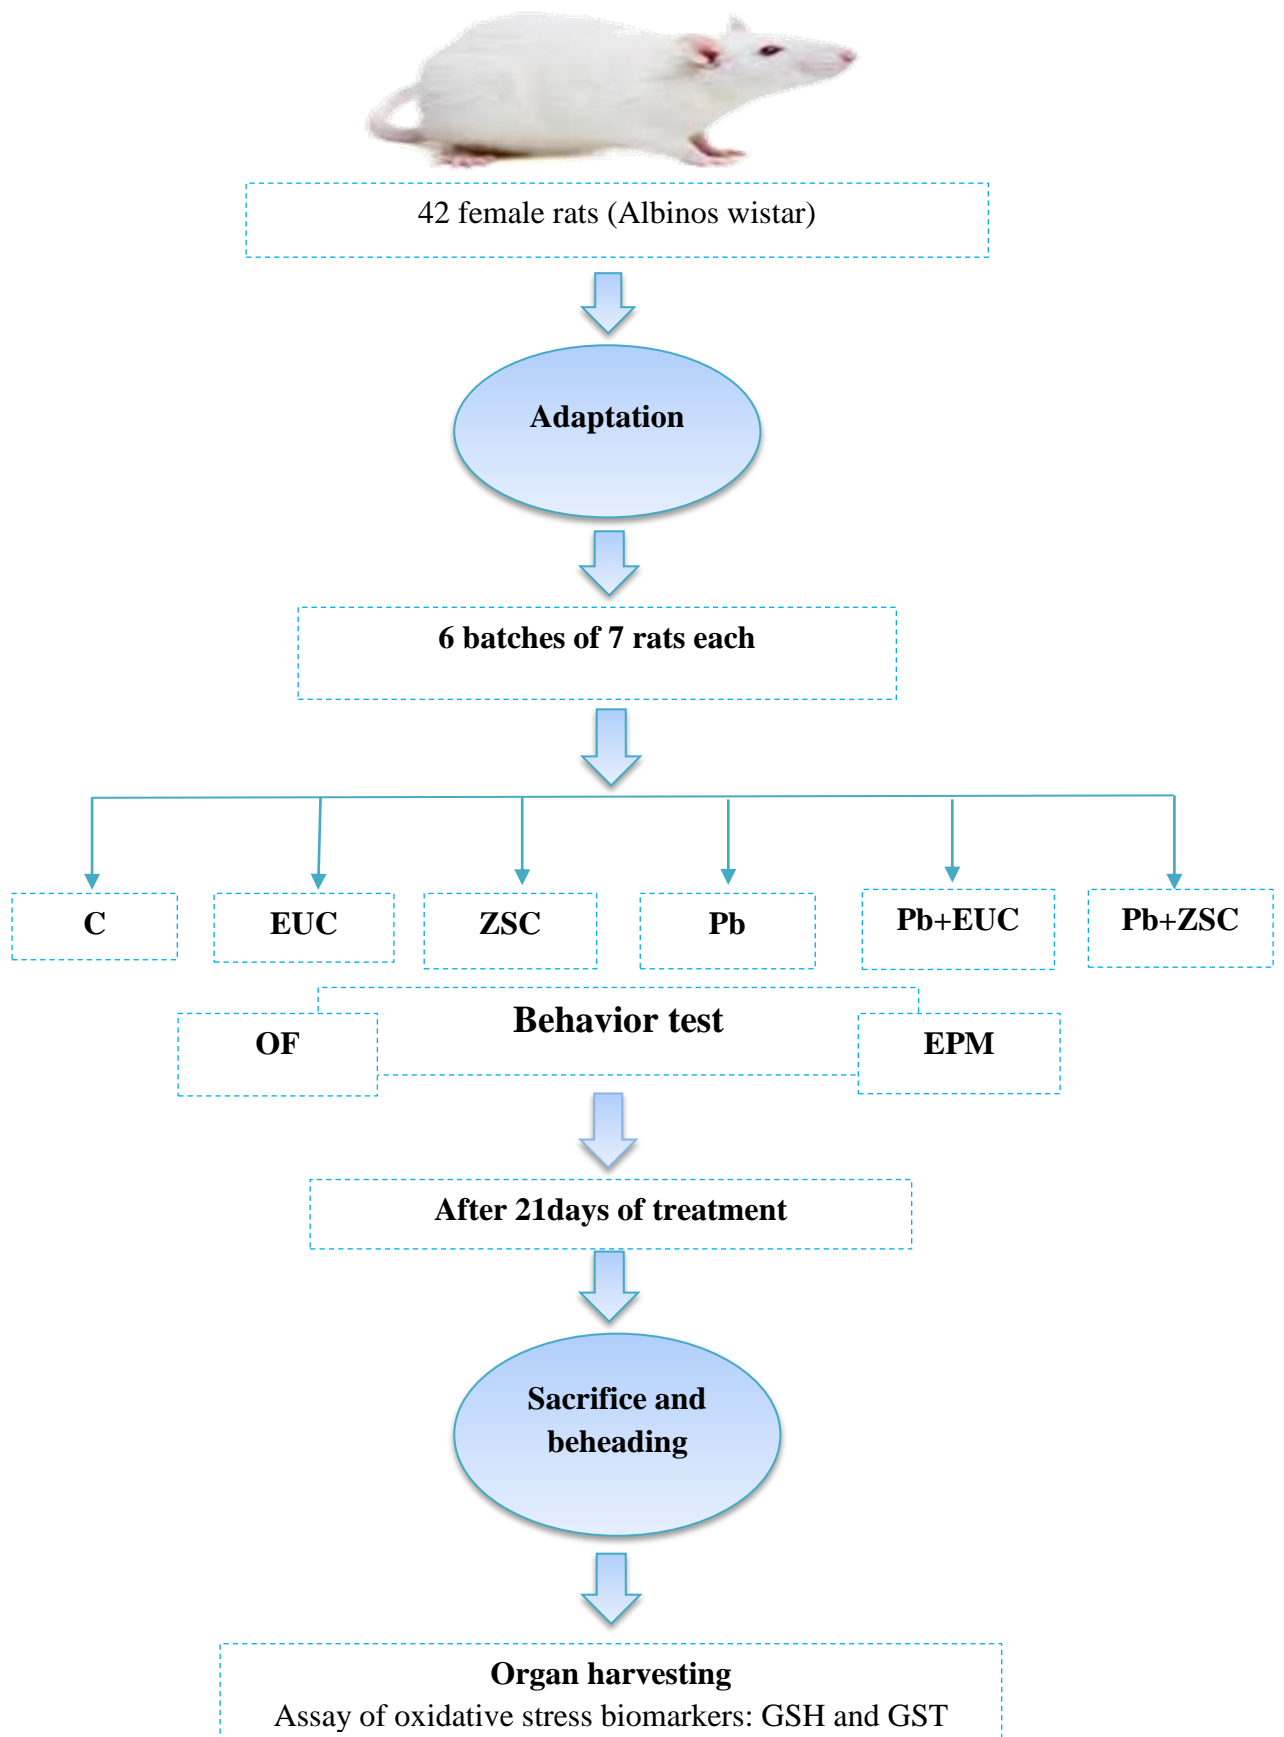 42 female rats (Albinos wistar)
Adaptation
6 batches of 7 rats each
C
EUC
ZSC
Pb
Pb+EUC
Pb+ZSC
Behavior test
OF
EPM
After 21days of treatment
Sacrifice and
beheading
Organ harvesting
Assay of oxidative stress biomarkers: GSH and GST